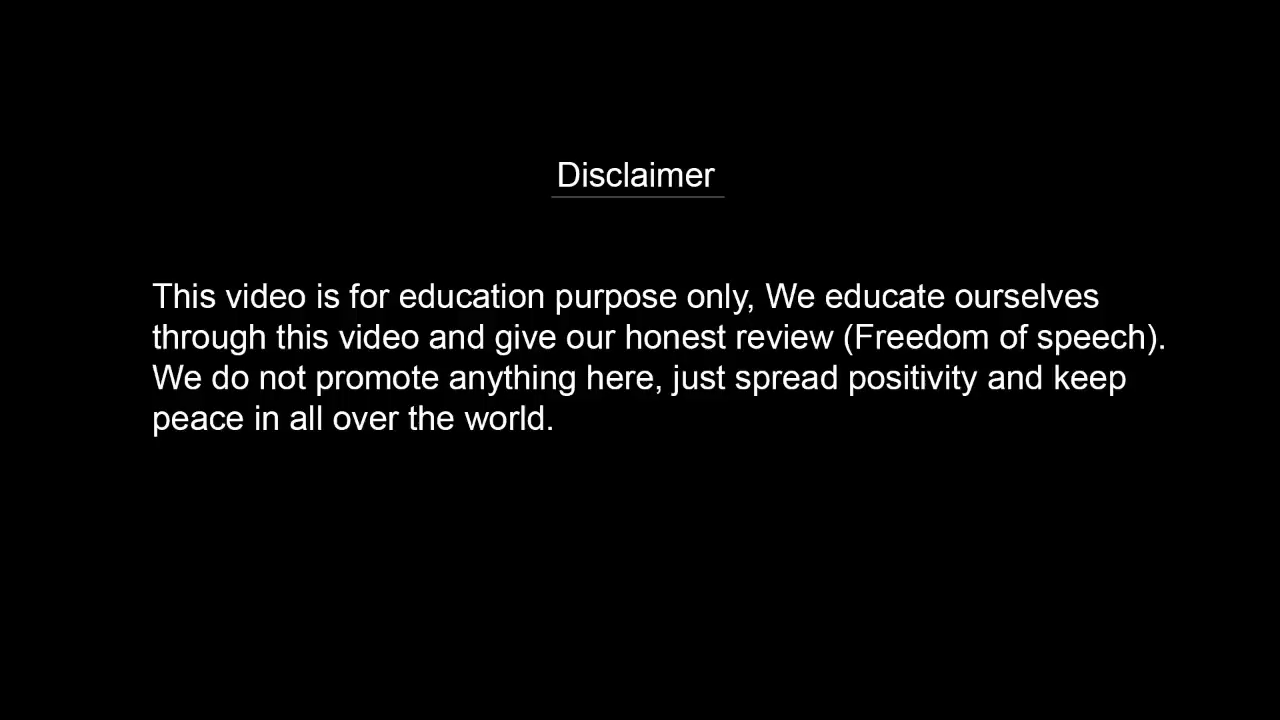 Disclaimer
This video is for education purpose only, We educate ourselves
through this video and give our honest review (Freedom of speech).
We do not promote anything here, just spread positivity and keep
peace in all over the world.